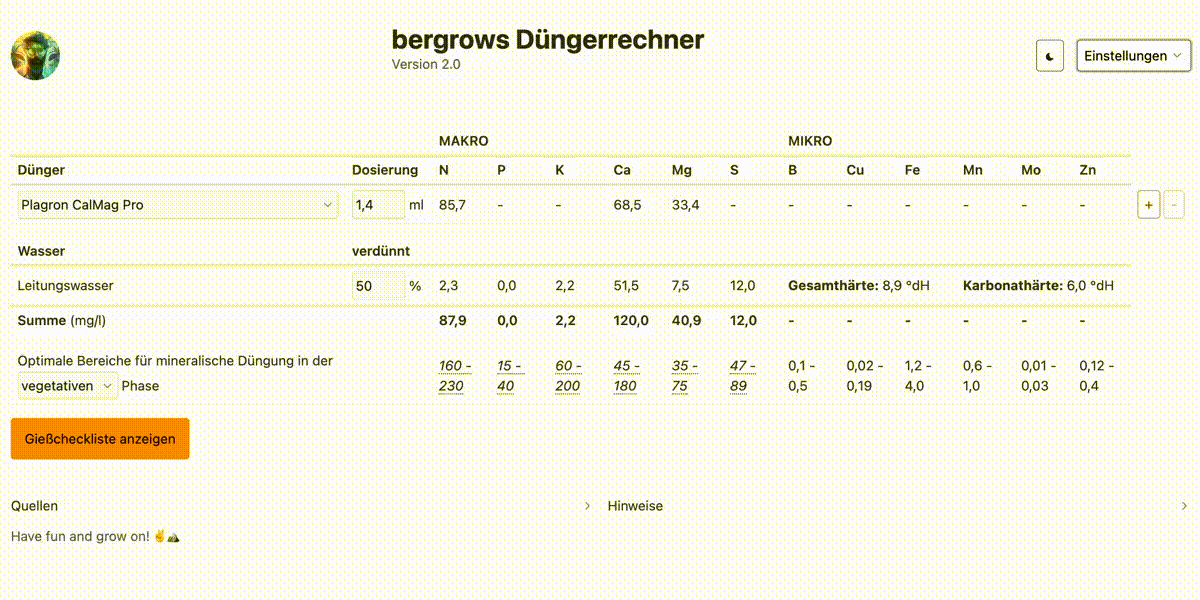 bergrows Düngerrechner
Version 2.0
Einstellungen
MAKRO MIKRO
Dünger Dosierung N P K Ca Mg S B Cu Fe Mn Mo Zn
Plagron CalMag Pro 1,4 ml 85,7 - - 68,5 33,4 - - - - - - - + -
Wasser verdünnt
Leitungswasser 50 % 2,3 0,0 2,2 51,5 7,5 12,0 Gesamthärte: 8,9 °dH Karbonathärte: 6,0 °dH
Summe (mg/l) 87,9 0,0 2,2 120,0 40,9 12,0 - - - - - -
Optimale Bereiche für mineralische Düngung in der
160 - 15 - 60 - 45 - 35 - 47 - 0,1 - 0,02 - 1,2 - 0,6 - 0,01 - 0,12 -
vegetativen Phase 230 40 200 180 75 89 0,5 0,19 4,0 1,0 0,03 0,4
Gießcheckliste anzeigen
Quellen Hinweise
Have fun and grow on! ✌️⛰️